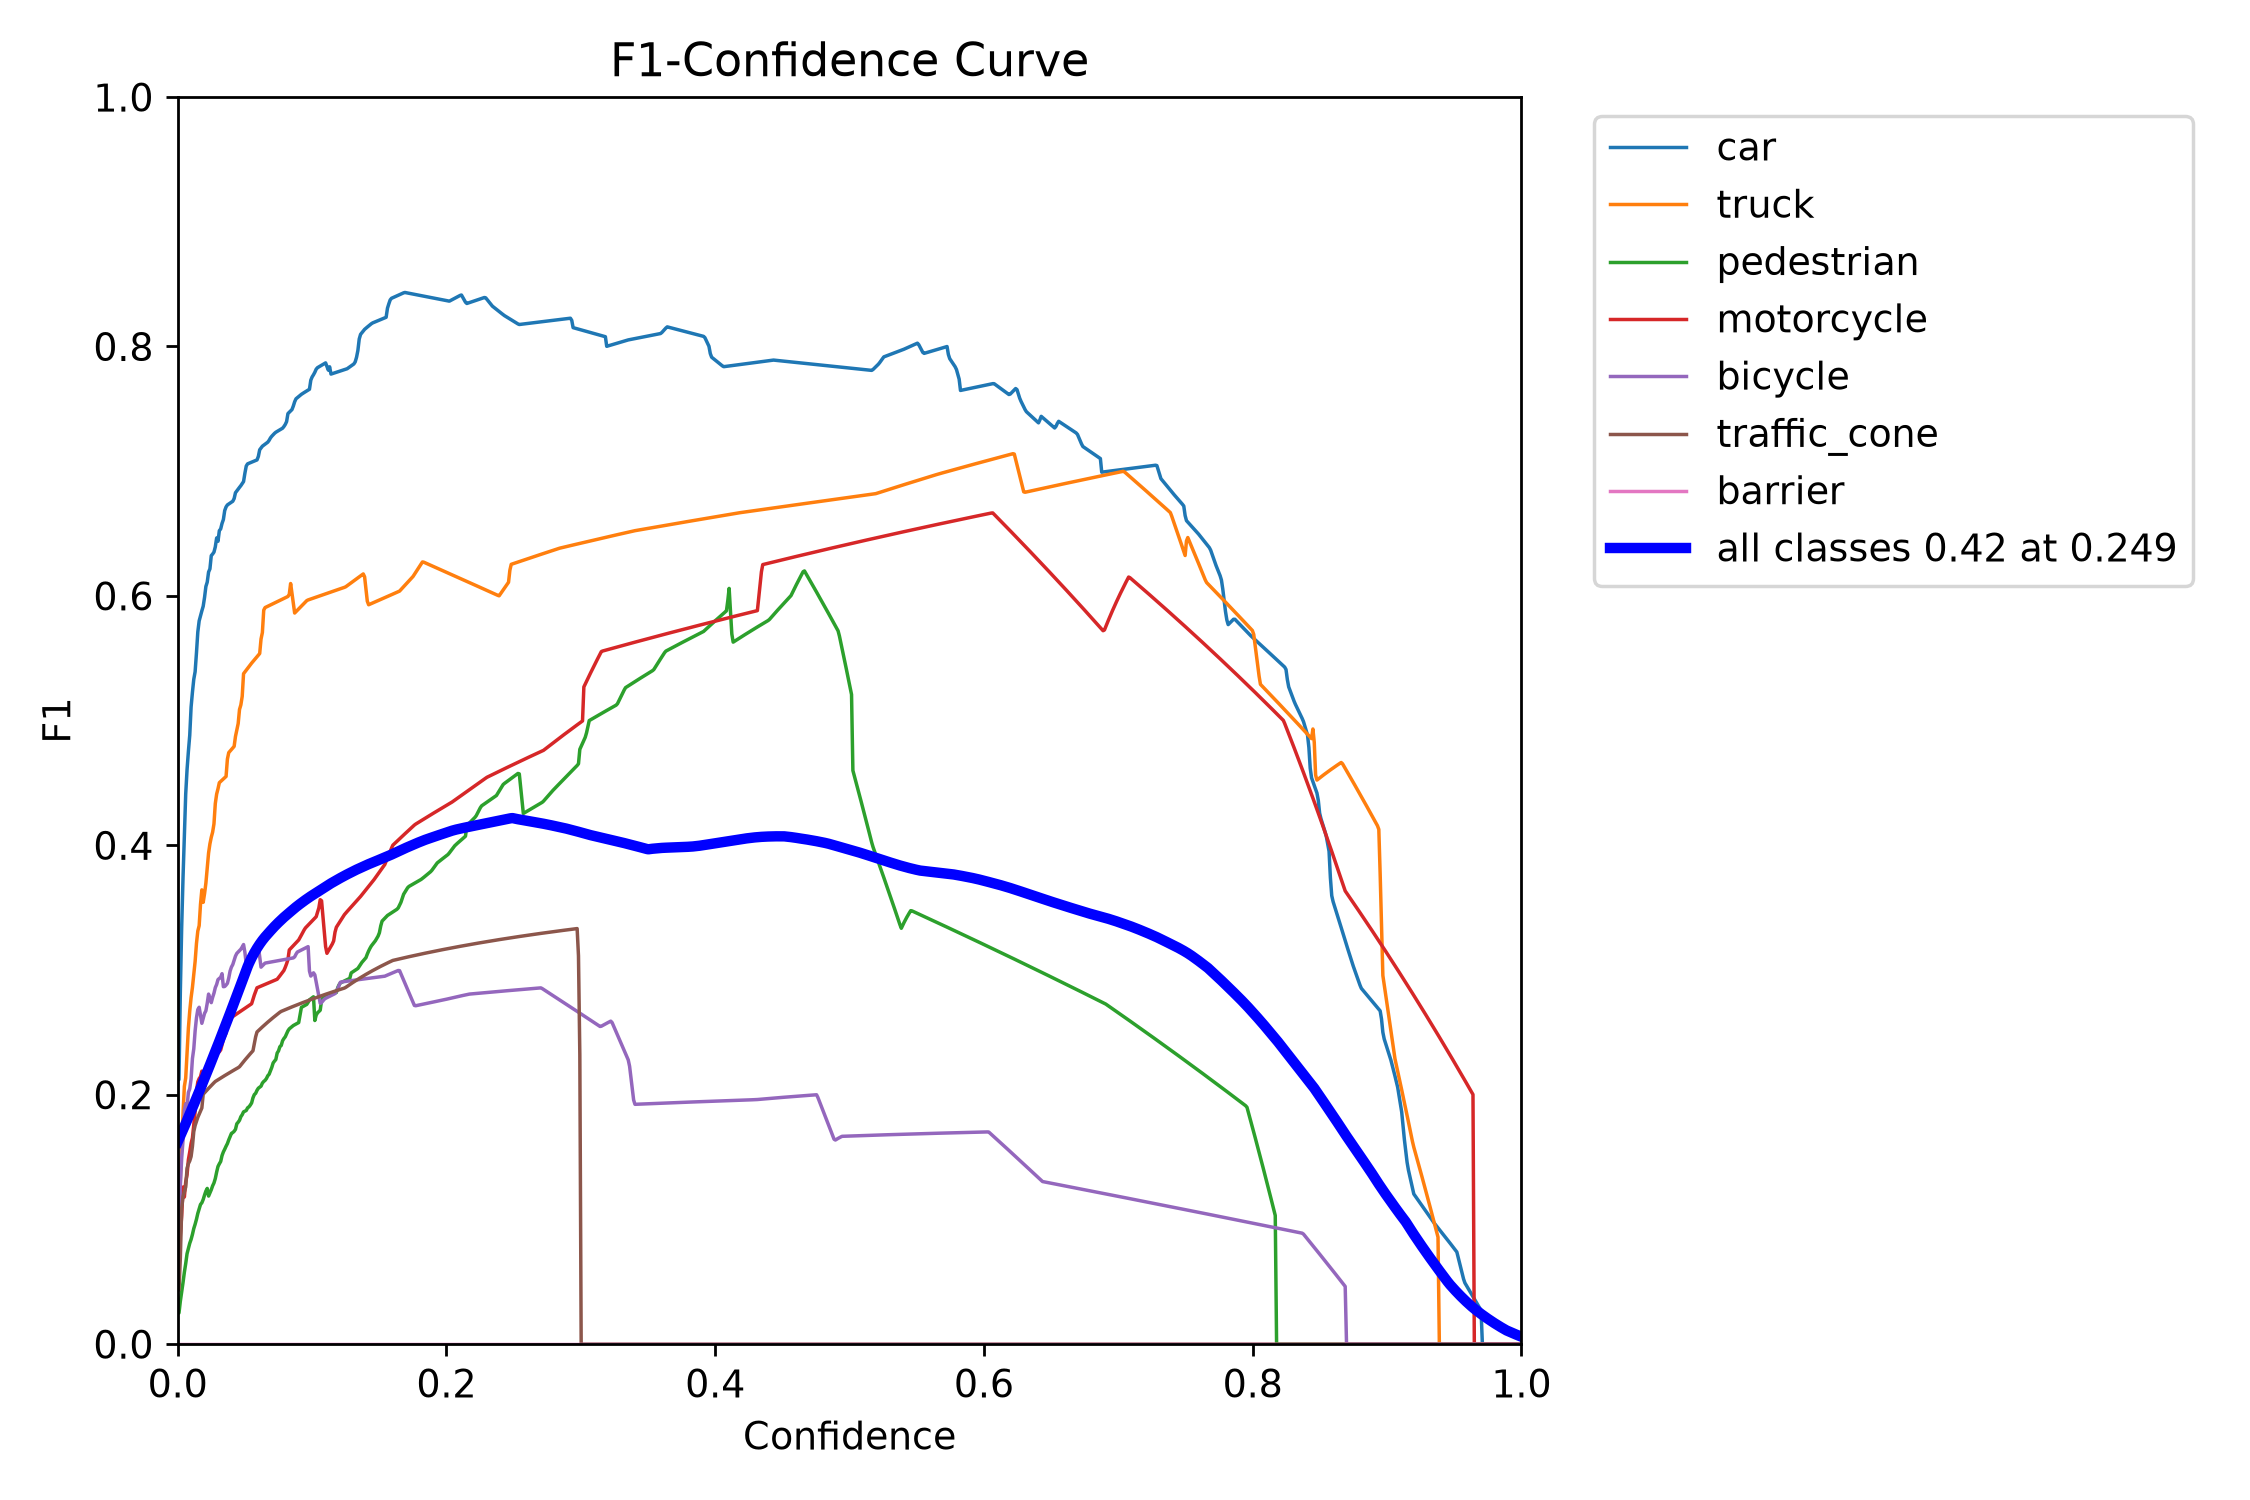 F1-Confidence Curve
1.0
0.8
0.6
0.4
0.2
0.0
F1
0.0 0.2 0.4 0.6 0.8 1.0
Confidence
car
truck
pedestrian
motorcycle
bicycle
traffic_cone
barrier
all classes 0.42 at 0.249